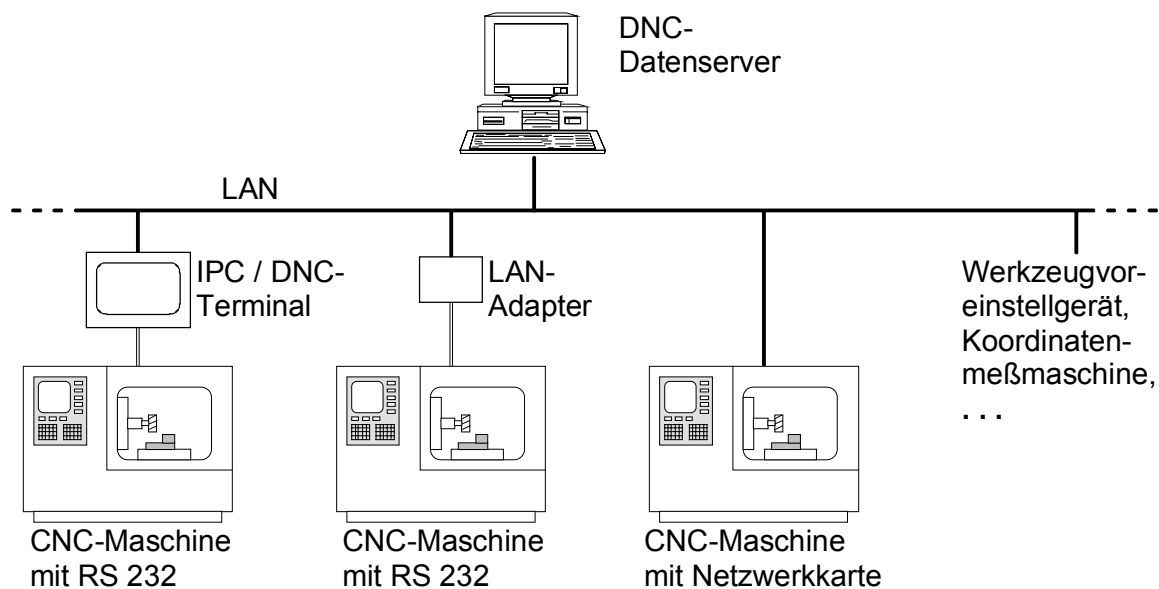 DNC-
Datenserver
LAN
IPC / DNC-
Terminal
LAN-
Adapter
Werkzeugvor-
einstellgerät,
Koordinaten-
meßmaschine,
. . .
CNC-Maschine
mit RS 232
CNC-Maschine
mit RS 232
CNC-Maschine
mit Netzwerkkarte